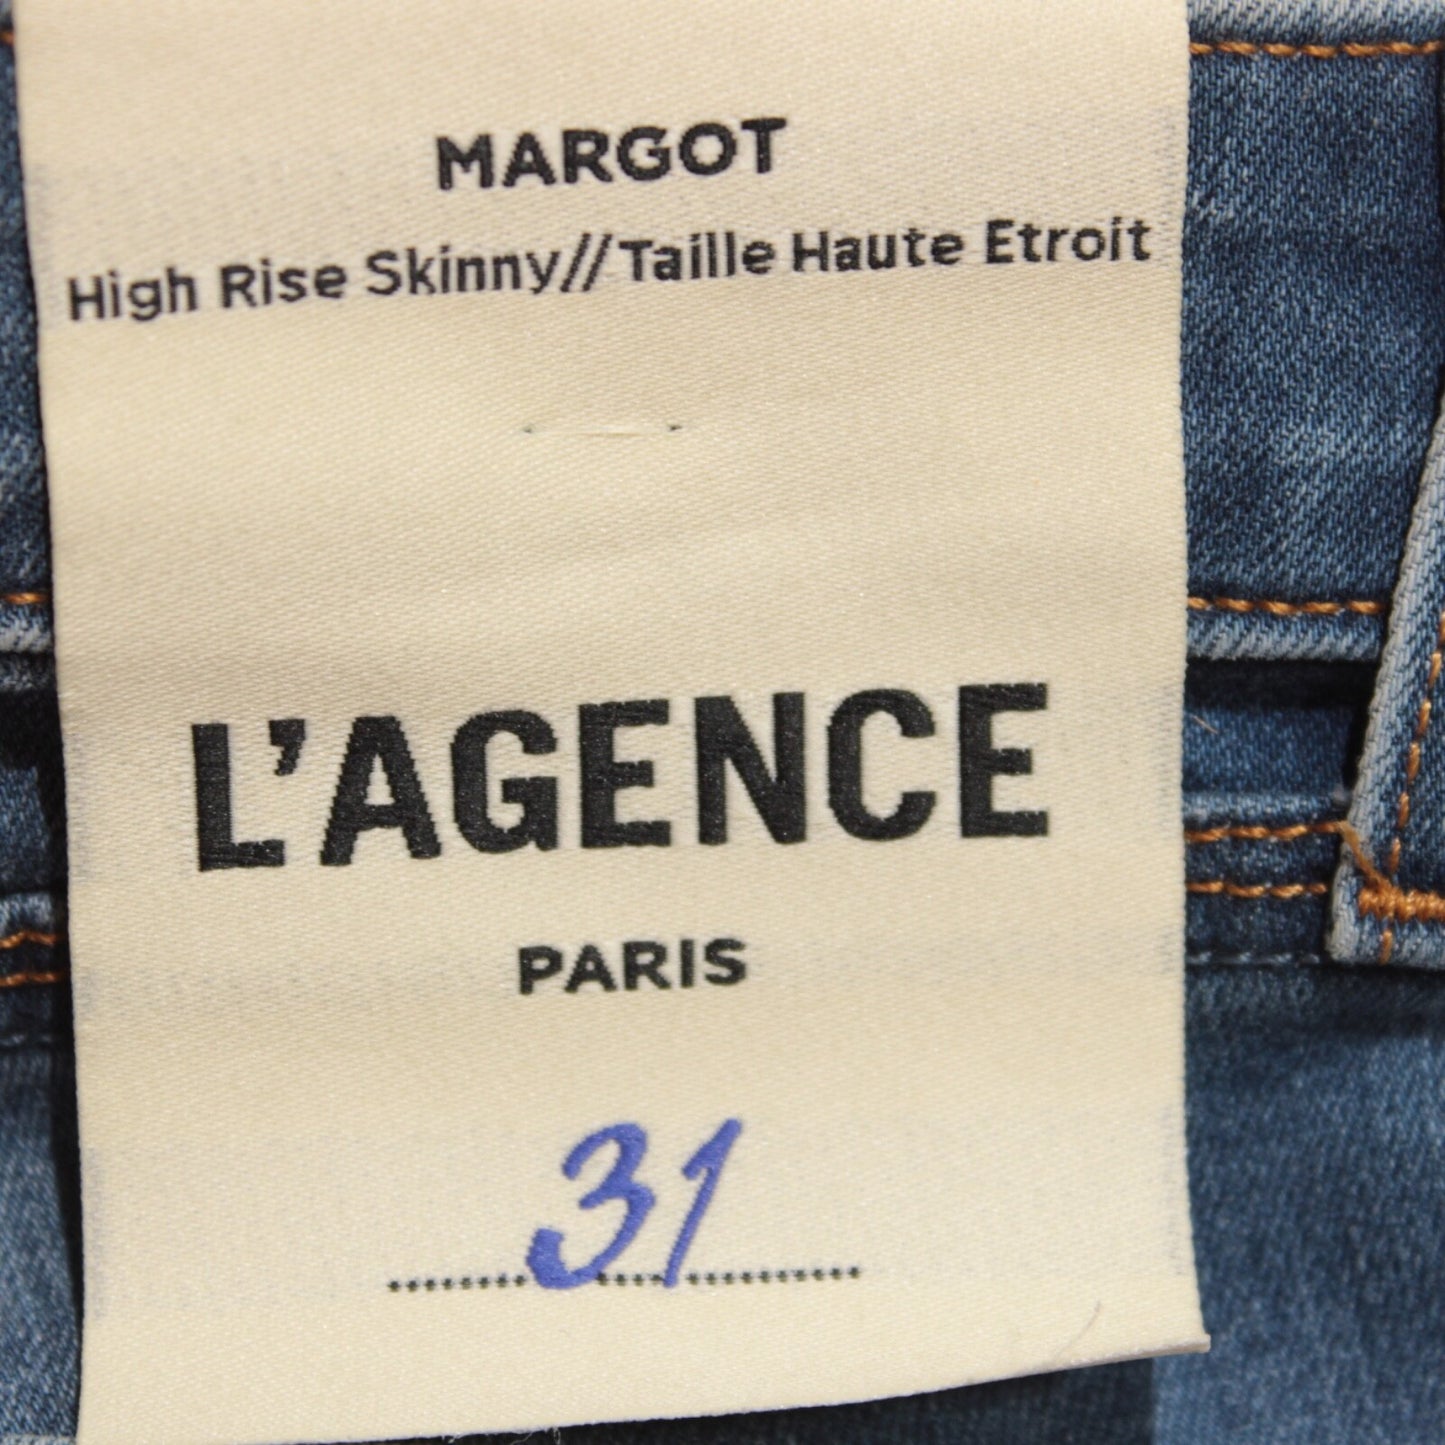 MARGOT
High Rise Skinny//Taille Haute Etroit
L'AGENCE
PARIS
31